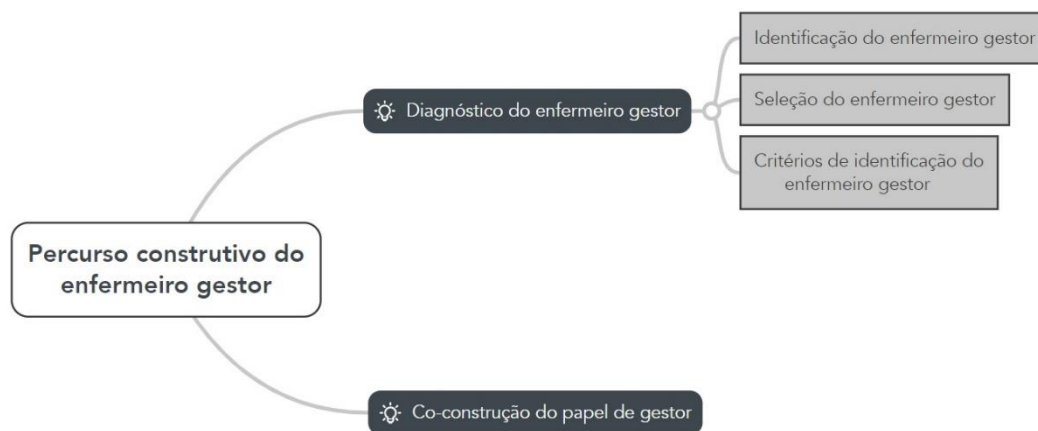 Identificação do enfermeiro gestor
Diagnóstico do enfermeiro gestor
Seleção do enfermeiro gestor
Critérios de identificação do
enfermeiro gestor
Percurso construtivo do
enfermeiro gestor
Co-construção do papel de gestor